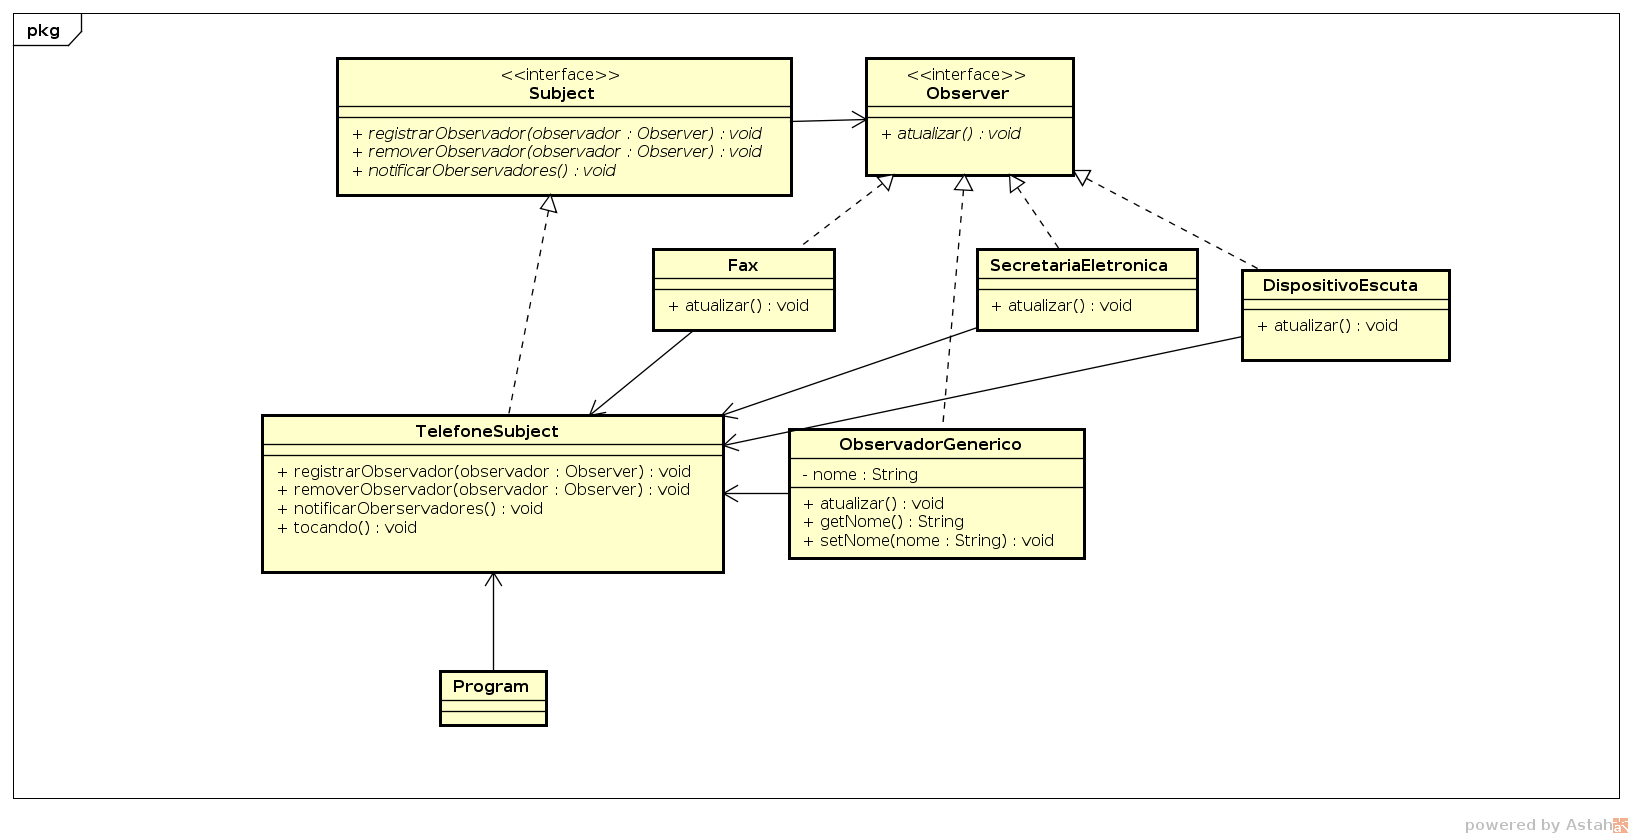 pkg
<<interface>>
Subject
+ registrarObservador(observador : Observer) : void
+ removerObservador(observador : Observer) : void
+ notificarOberservadores() : void
<<interface>>
Observer
+ atualizar() : void
Fax
+ atualizar() : void
SecretariaEletronica
+ atualizar() : void
DispositivoEscuta
+ atualizar() : void
TelefoneSubject
+ registrarObservador(observador : Observer) : void
+ removerObservador(observador : Observer) : void
+ notificarOberservadores() : void
+ tocando() : void
ObservadorGenerico
- nome : String
+ atualizar() : void
+ getNome() : String
+ setNome(nome : String) : void
Program
powered by Astah